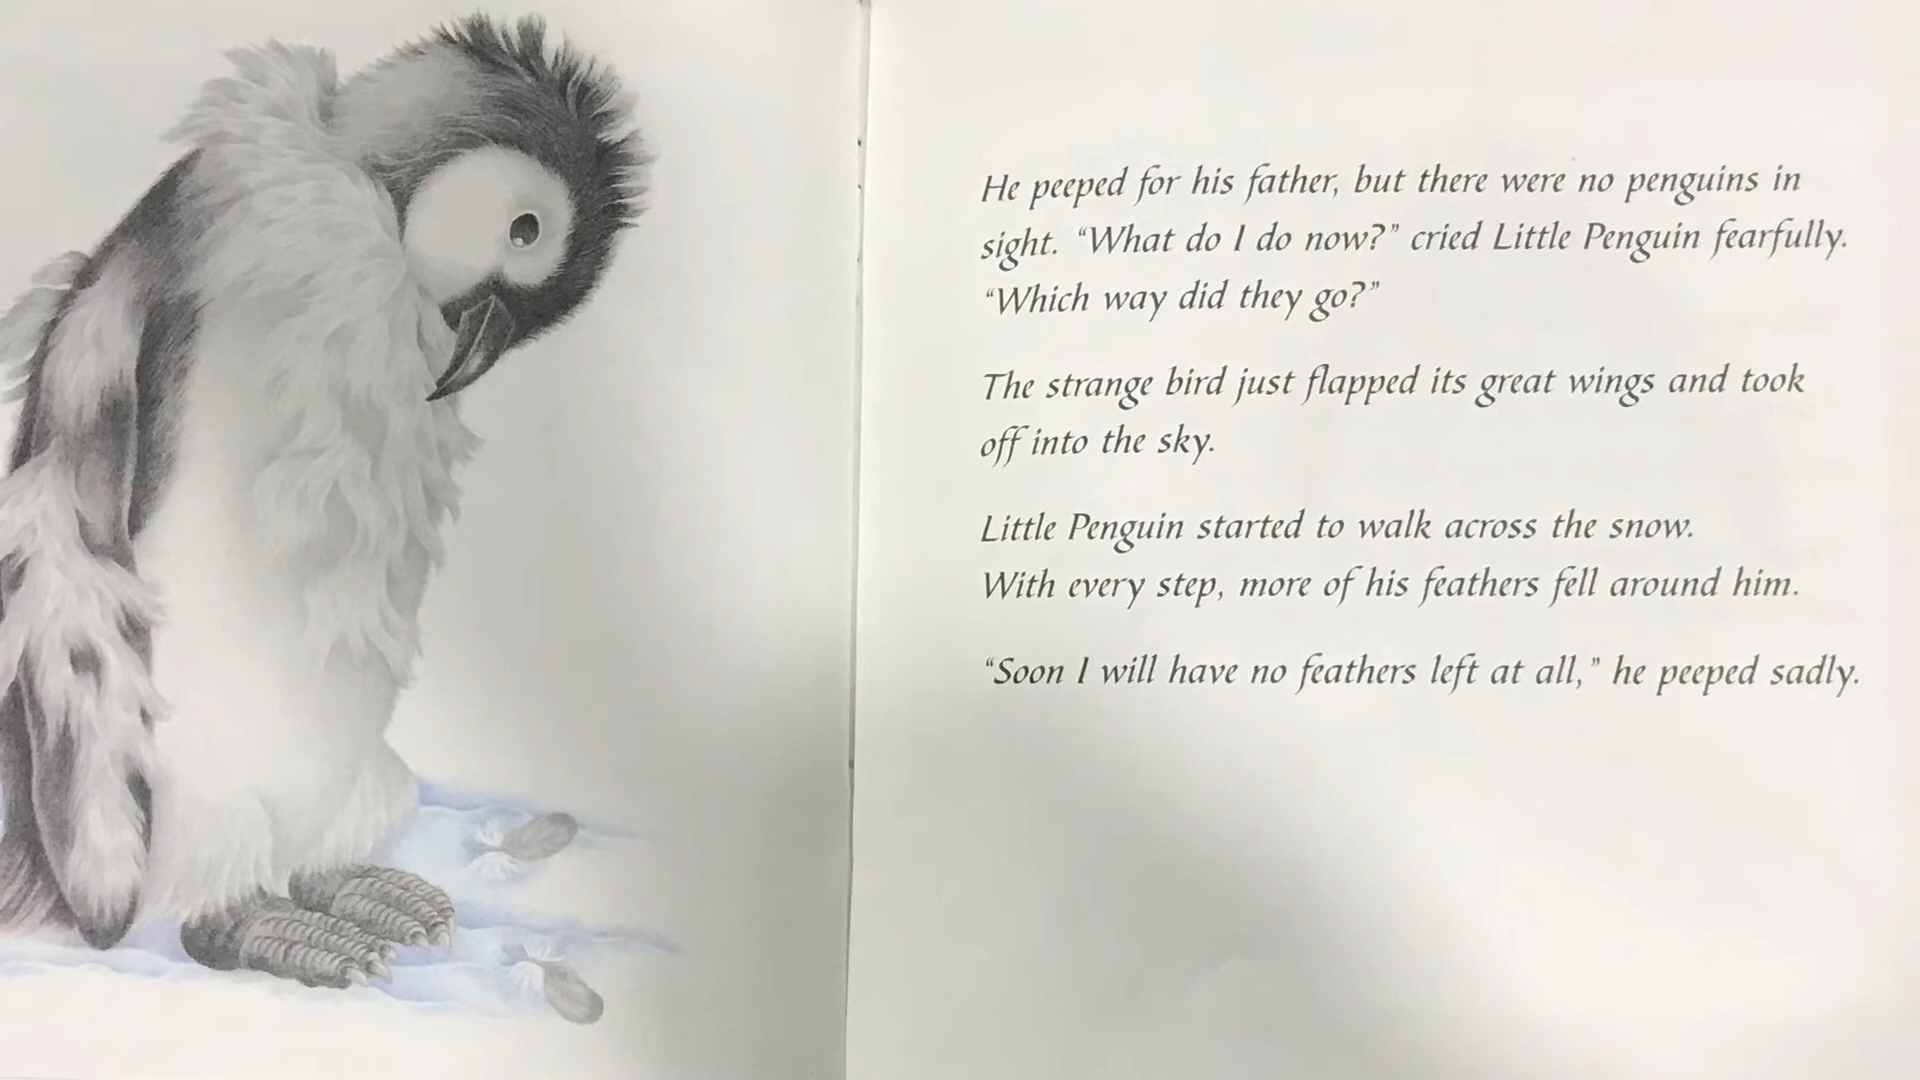 He peeped for his father, but there were no penguins in
sight. “What do I do now?” cried Little Penguin fearfully.
“Which way did they go?”
The strange bird just flapped its great wings and took
off into the sky.
Little Penguin started to walk across the snow.
With every step, more of his feathers fell around him.
“Soon I will have no feathers left at all,” he peeped sadly.